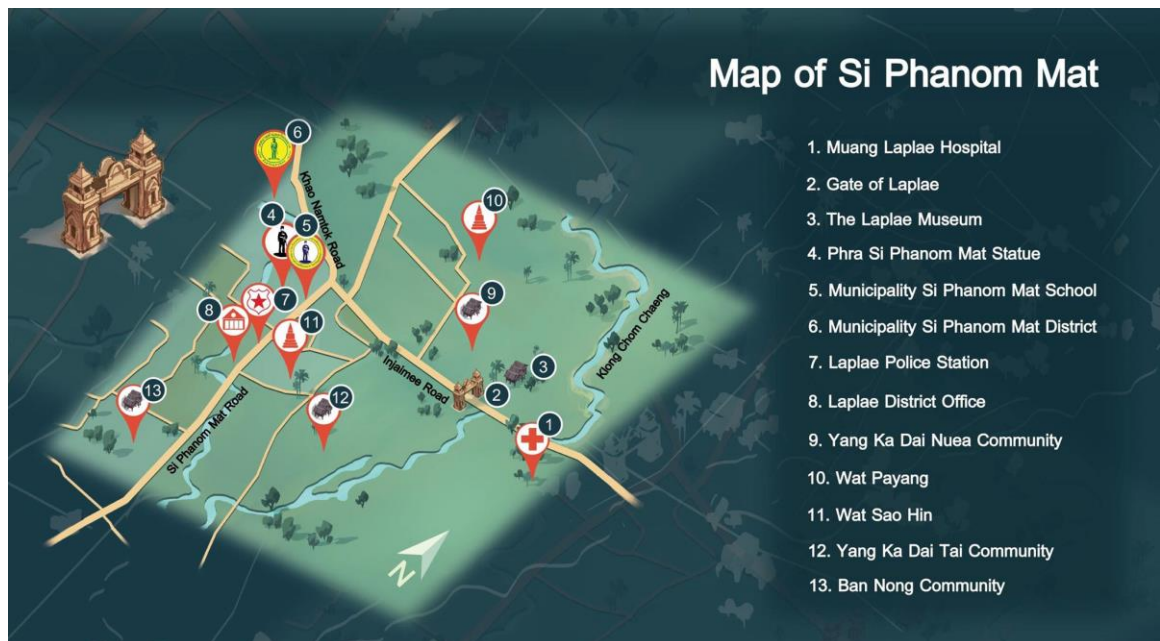 Map of Si Phanom Mat
1. Muang Laplae Hospital
2. Gate of Laplae
3. The Laplae Museum
4. Phra Si Phanom Mat Statue
5. Municipality Si Phanom Mat School
6. Municipality Si Phanom Mat District
7. Laplae Police Station
8. Laplae District Office
9. Yang Ka Dai Nuea Community
10. Wat Payang
11. Wat Sao Hin
12. Yang Ka Dai Tai Community
13. Ban Nong Community
6
Khao Namtok Road
10
4
5
7
9
8
11
Klong Chom Chaeng
Injaimee Road
3
2
13
12
Si Phanom Mat Road
1
N